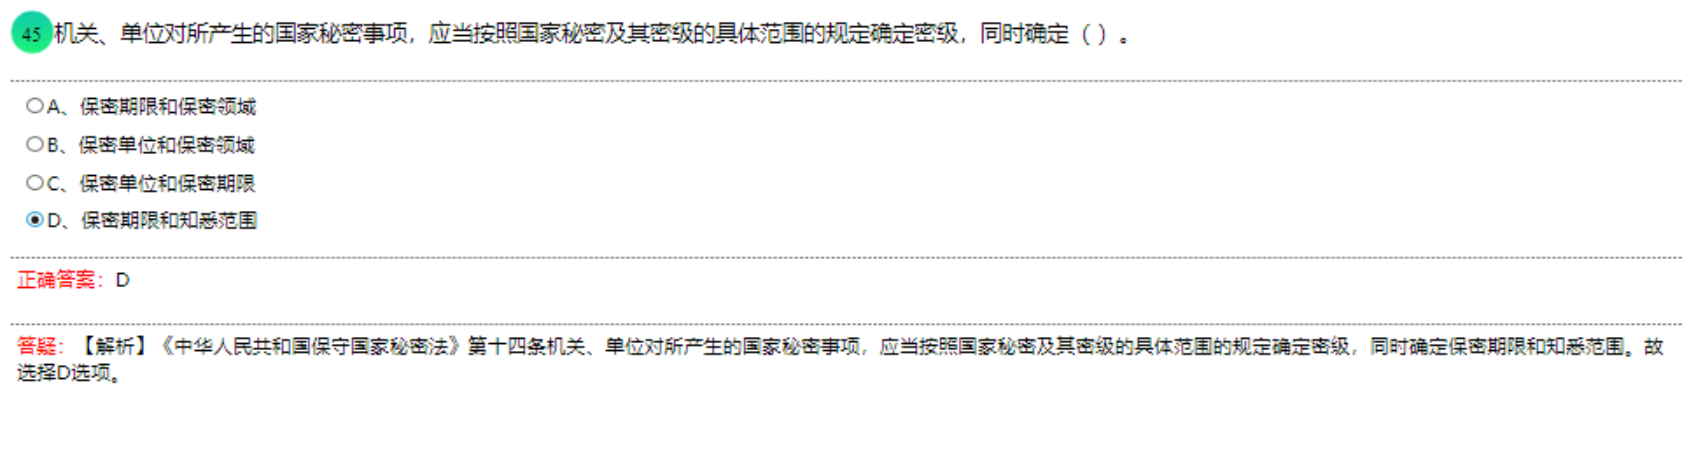 45 机关、单位对所产生的国家秘密事项，应当按照国家秘密及其密级的具体范围的规定确定密级，同时确定（ ）。
A、保密期限和保密领域
B、保密单位和保密领域
C、保密单位和保密期限
D、保密期限和知悉范围
正确答案：D
答疑：【解析】《中华人民共和国保守国家秘密法》第十四条机关、单位对所产生的国家秘密事项，应当按照国家秘密及其密级的具体范围的规定确定密级，同时确定保密期限和知悉范围。故
选择D选项。